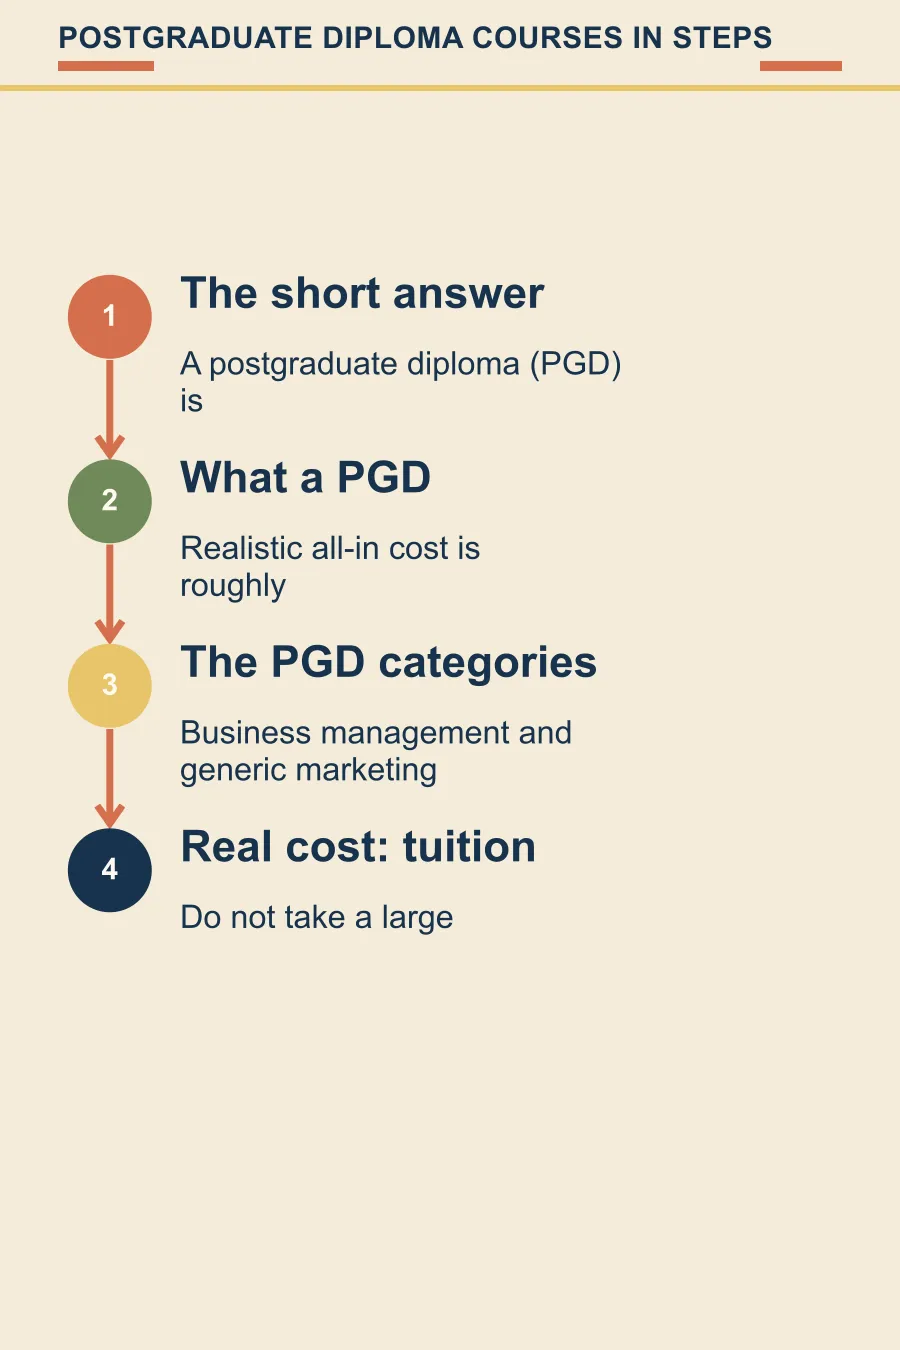 POSTGRADUATE DIPLOMA COURSES IN STEPS
1
The short answer
A postgraduate diploma (PGD)
is
2
What a PGD
Realistic all-in cost is
roughly
3
The PGD categories
Business management and
generic marketing
4
Real cost: tuition
Do not take a large